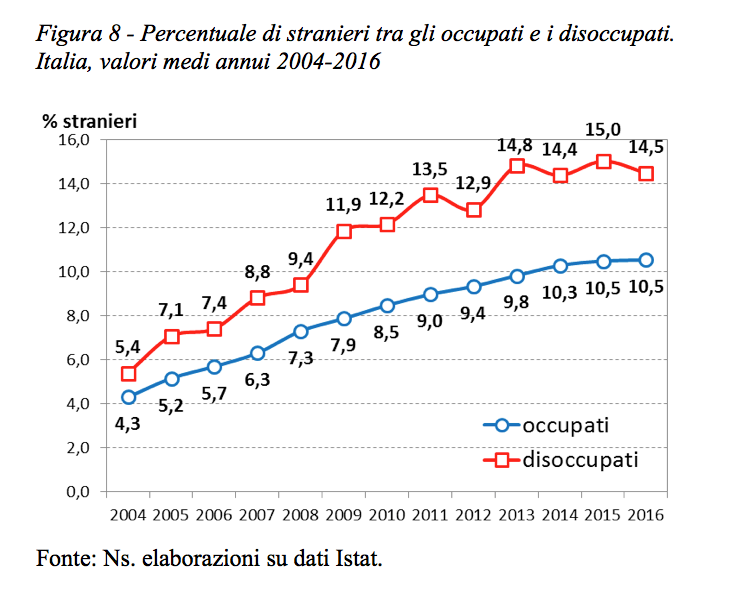 Figura 8 - Percentuale di stranieri tra gli occupati e i disoccupati.
Italia, valori medi annui 2004-2016
% stranieri
16,0
14,0
12,0
10,0
8,0
6,0
4,0
2,0
0,0
5,4 7,1 7,4 8,8 9,4 11,9 12,2 13,5 12,9 14,8 14,4 15,0 14,5
4,3 5,2 5,7 6,3 7,3 7,9 8,5 9,0 9,4 9,8 10,3 10,5 10,5
occupati
disoccupati
2004 2005 2006 2007 2008 2009 2010 2011 2012 2013 2014 2015 2016
Fonte: Ns. elaborazioni su dati Istat.